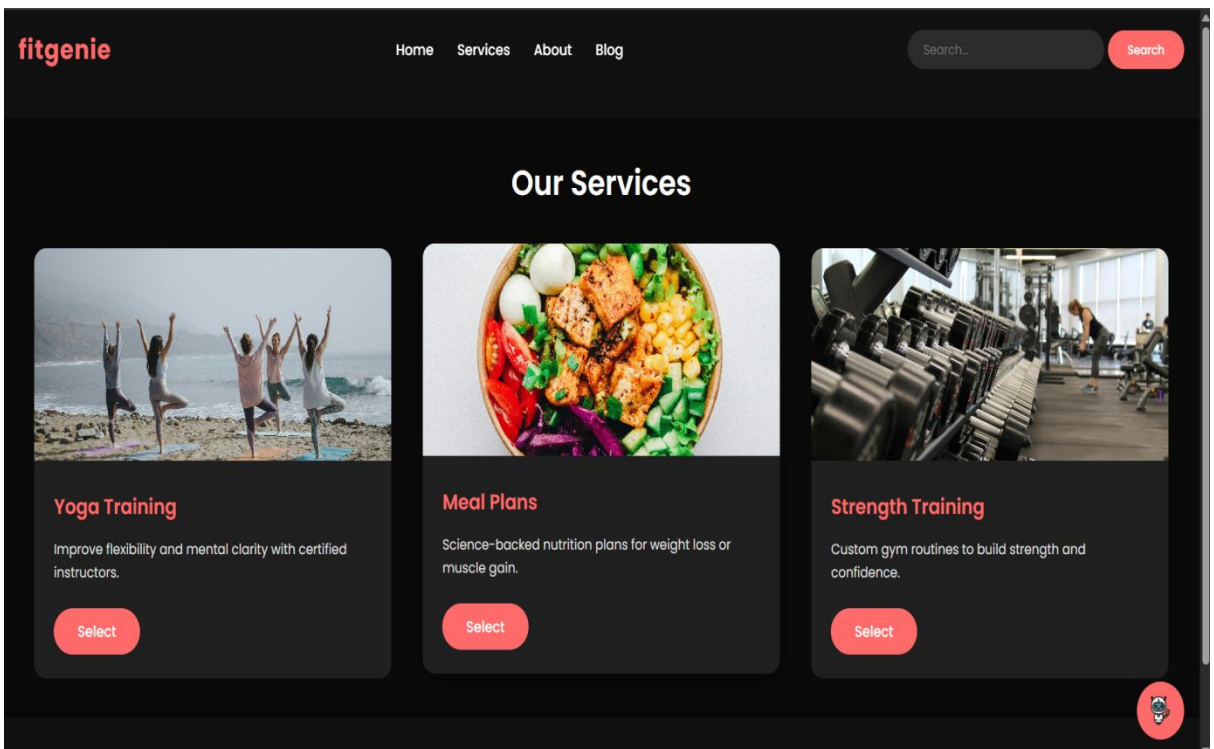 fitgenie
Home Services About Blog
Search...
Search
Our Services
Yoga Training
Improve flexibility and mental clarity with certified
instructors.
Select
Meal Plans
Science-backed nutrition plans for weight loss or
muscle gain.
Select
Strength Training
Custom gym routines to build strength and
confidence.
Select